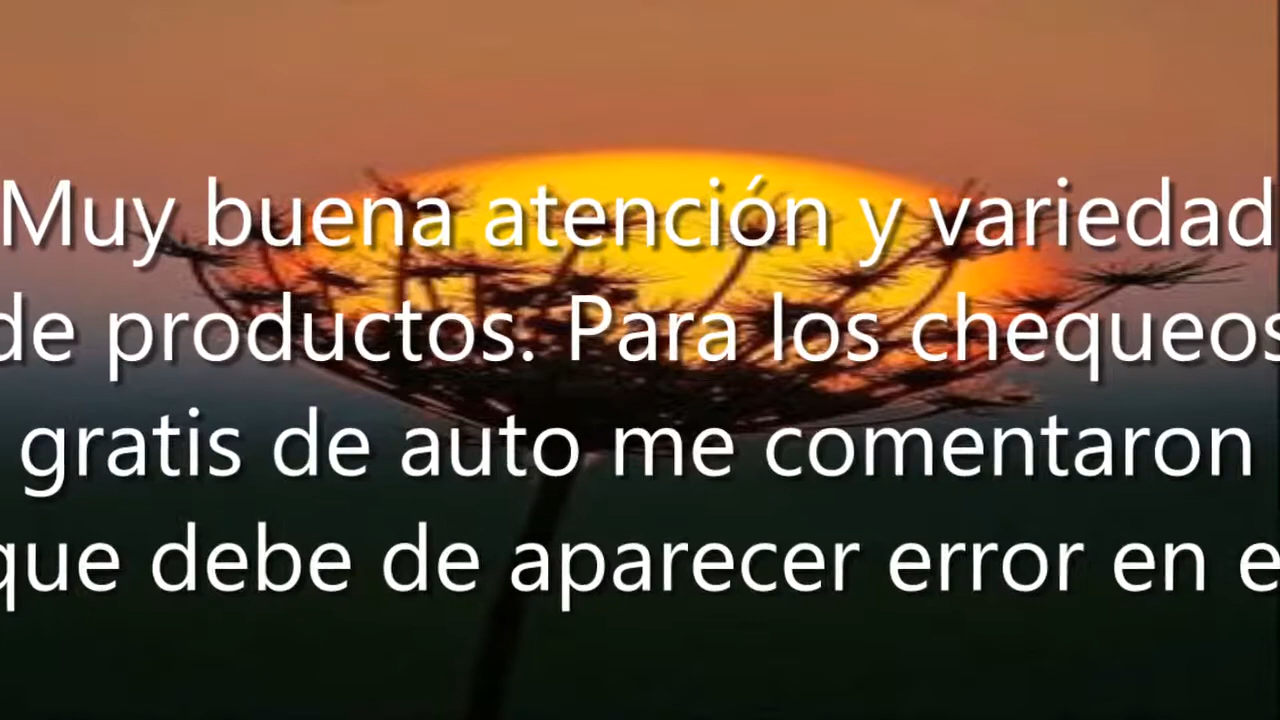 Muy buena atención y variedad
de productos. Para los chequeos
gratis de auto me comentaron
que debe de aparecer error en e